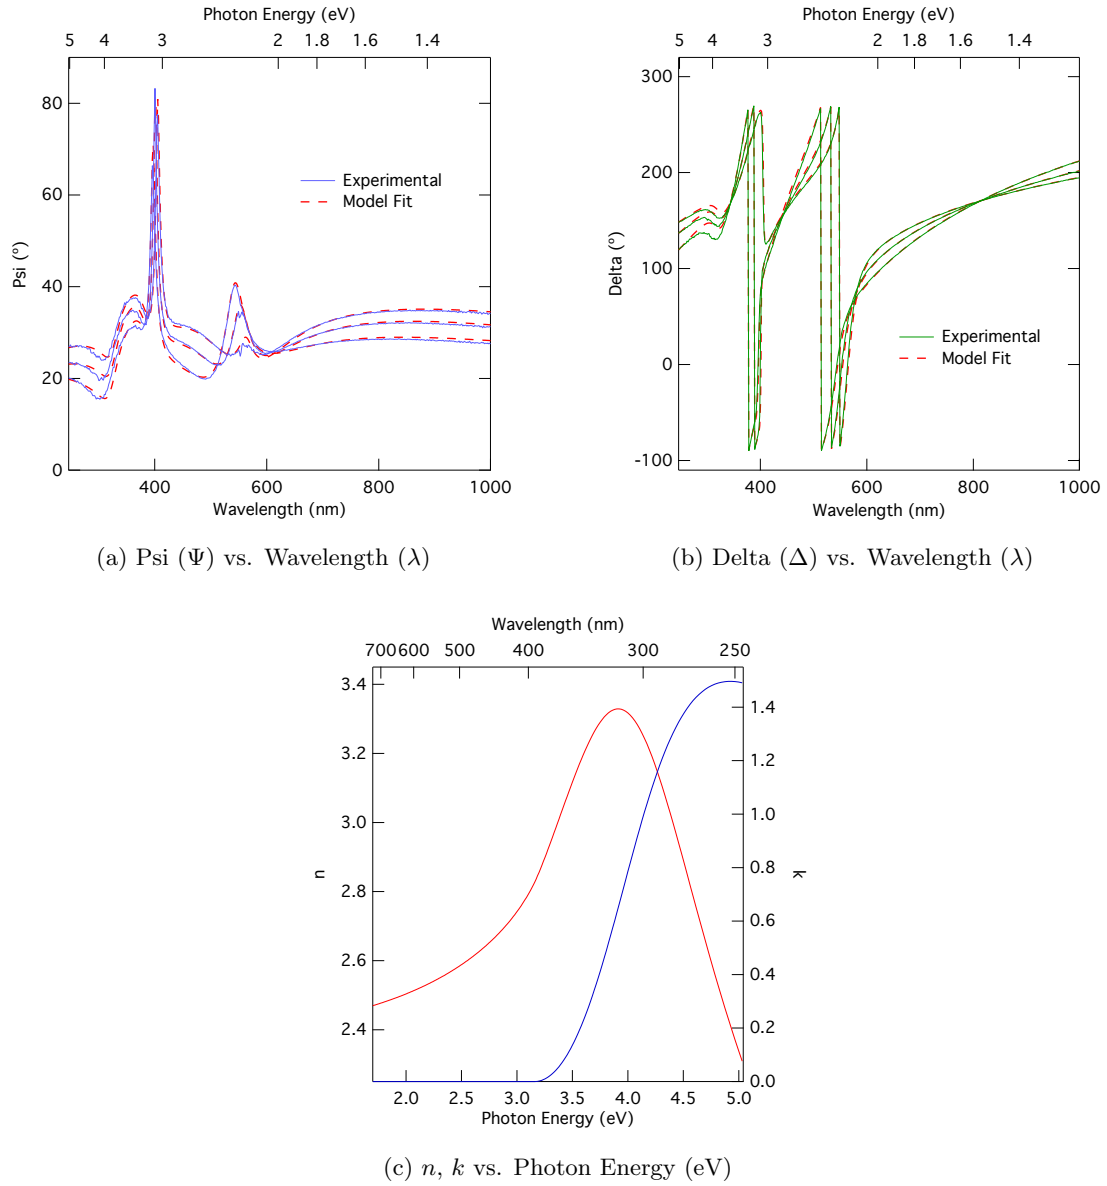 Photon Energy (eV)
5 4 3 2 1.8 1.6 1.4
80
60
40
20
0
Psi (°)
Experimental
Model Fit
400 600 800 1000
Wavelength (nm)
(a) Psi (Ψ) vs. Wavelength (λ)
Photon Energy (eV)
5 4 3 2 1.8 1.6 1.4
300
200
100
0
-100
Delta (°)
Experimental
Model Fit
400 600 800 1000
Wavelength (nm)
(b) Delta (Δ) vs. Wavelength (λ)
Wavelength (nm)
700 600 500 400 300 250
3.4
3.2
3.0
2.8
2.6
2.4
n
1.4
1.2
1.0
0.8
0.6
0.4
0.2
0.0
k
2.0 2.5 3.0 3.5 4.0 4.5 5.0
Photon Energy (eV)
(c) n, k vs. Photon Energy (eV)